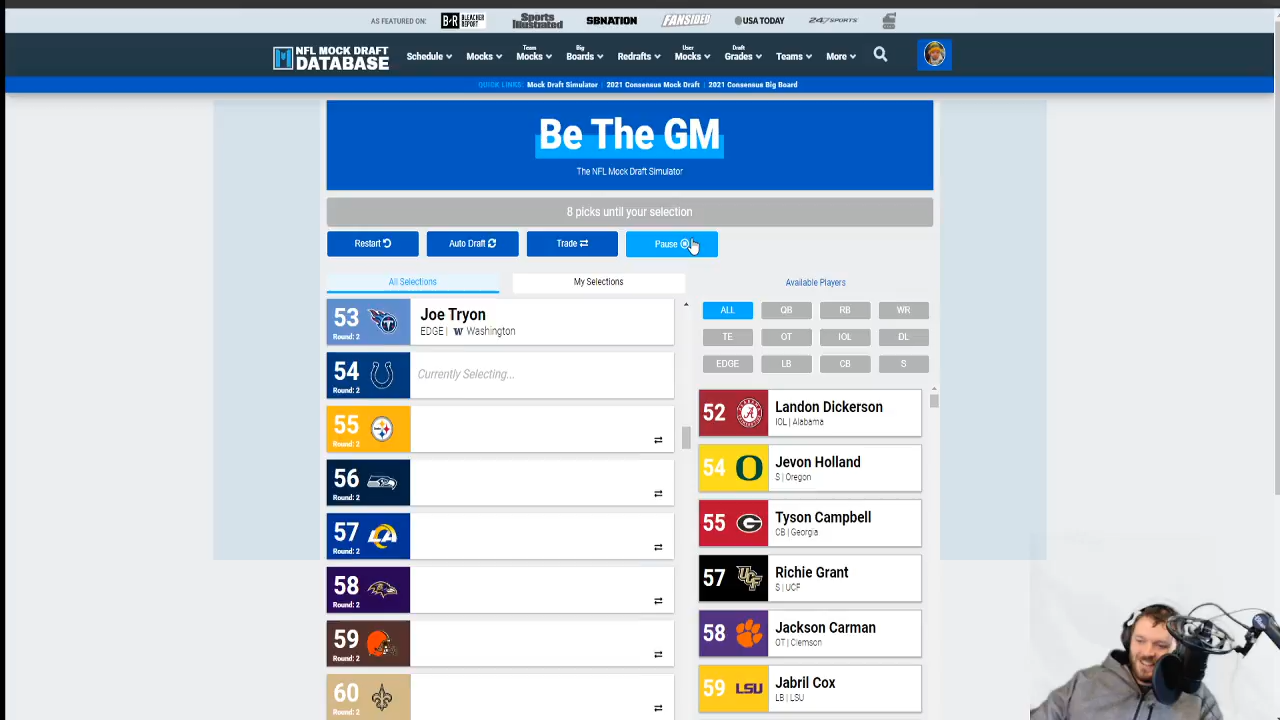 AS FEATURED ON:
B/R BLEACHER REPORT
Sports Illustrated
SBNATION
FANSIDED
USA TODAY
247SPORTS
NFL MOCK DRAFT
DATABASE
Schedule
Mocks
Team
Mocks
Big
Boards
Redrafts
User
Mocks
Draft
Grades
Teams
More
QUICK LINKS: Mock Draft Simulator | 2021 Consensus Mock Draft | 2021 Consensus Big Board
Be The GM
The NFL Mock Draft Simulator
8 picks until your selection
Restart
Auto Draft
Trade
Pause
All Selections
My Selections
Available Players
53
Round: 2
Joe Tryon
EDGE | W Washington
54
Round: 2
Currently Selecting...
55
Round: 2
56
Round: 2
57
Round: 2
LA
58
Round: 2
59
Round: 2
60
Round: 2
ALL
QB
RB
WR
TE
OT
IOL
DL
EDGE
LB
CB
S
52
Landon Dickerson
IOL | Alabama
54
Jevon Holland
S | Oregon
55
Tyson Campbell
CB | Georgia
57
UCF
Richie Grant
S | UCF
58
Jackson Carman
OT | Clemson
59
LSU
Jabril Cox
LB | LSU